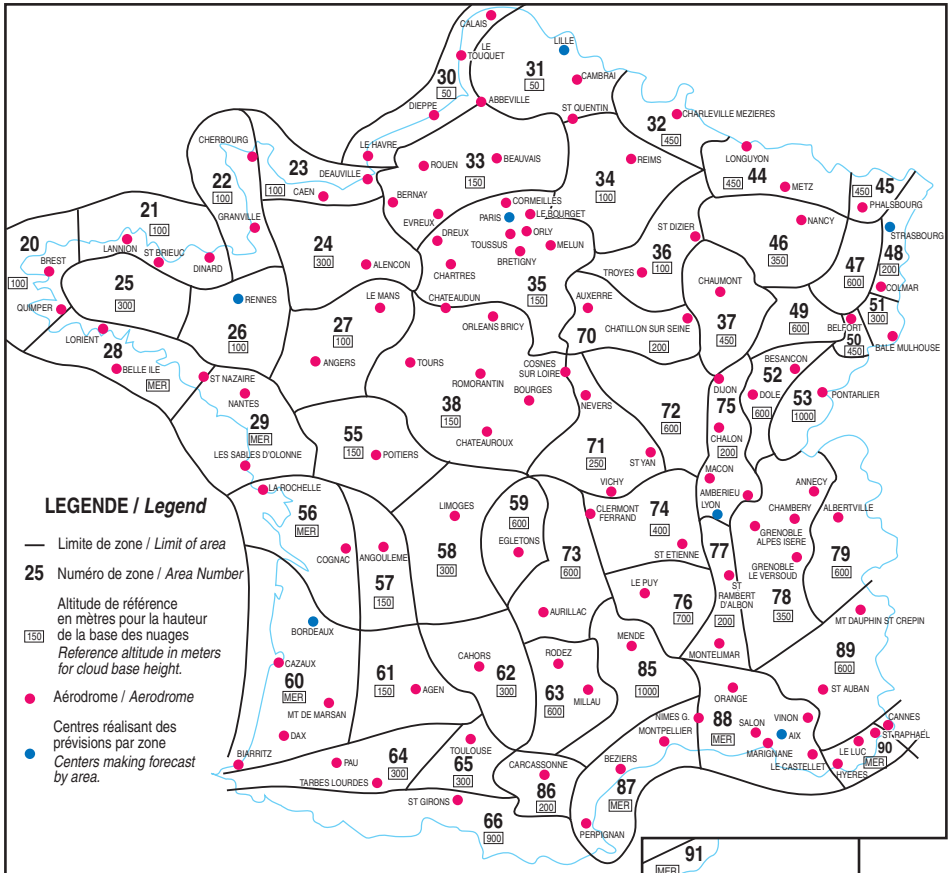 CALAIS
LILLE
LE
TOUQUET
30
50
31
50
CAMBRAI
DIEPPE
ABBEVILLE
ST QUENTIN
32
450
CHARLEVILLE MEZIERES
CHERBOURG
LE HAVRE
DEAUVILLE
23
100
CAEN
22
100
GRANVILLE
ROUEN
33
150
BEAUVAIS
34
100
REIMS
LONGUYON
44
450
METZ
45
450
PHALSBOURG
STRASBOURG
BERNAY
EVREUX
CORMEILLES
PARIS
LE BOURGET
DREUX
ORLY
TOUSSUS
MELUN
BRETIGNY
CHARTRES
ST DIZIER
NANCY
46
350
48
200
COLMAR
47
600
20
100
BREST
21
100
LANNION
ST BRIEUC
DINARD
24
300
ALENCON
36
100
TROYES
CHAUMONT
37
450
QUIMPER
25
300
RENNES
26
100
LE MANS
27
100
ANGERS
CHATEAUDUN
35
150
ORLEANS BRICY
AUXERRE
70
CHATILLON SUR SEINE
200
49
600
BELFORT
50
450
51
300
BALE MULHOUSE
LORIENT
28
BELLE ILE
MER
ST NAZAIRE
NANTES
29
MER
TOURS
ROMORANTIN
COSNES
SUR LOIRE
BOURGES
38
150
CHATEAUROUX
NEVERS
72
600
DIJON
75
200
CHALON
BESANCON
52
DOLE
600
53
1000
PONTARLIER
LES SABLES D'OLONNE
55
150
POITIERS
71
250
ST YAN
MACON
AMBERIEU
LYON
ANNECY
CHAMBERY
ALBERTVILLE
LA ROCHELLE
56
MER
COGNAC
ANGOULEME
57
150
LIMOGES
58
300
59
600
EGLETONS
VICHY
CLERMONT
FERRAND
74
400
ST ETIENNE
73
600
77
GRENOBLE
ALPES ISERE
GRENOBLE
LE VERSOUD
79
600
ST
RAMBERT
D'ALBON
200
78
350
LE PUY
76
700
MONTELIMAR
MT DAUPHIN ST CREPIN
LEGENDE / Legend
Limite de zone / Limit of area
25 Numéro de zone / Area Number
Altitude de référence
en mètres pour la hauteur
150 de la base des nuages
Reference altitude in meters
for cloud base height.
Aérodrome / Aerodrome
Centres réalisant des
prévisions par zone
Centers making forecast
by area.
BORDEAUX
CAZAUX
60
MER
MT DE MARSAN
DAX
BIARRITZ
61
150
AGEN
CAHORS
62
300
AURILLAC
RODEZ
63
600
MILLAU
MENDE
85
1000
89
600
ST AUBAN
ORANGE
88
MER
NIMES G.
SALON
VINON
AIX
MARIGNANE
LE CASTELLET
CANNES
ST-RAPHAËL
90
MER
LE LUC
HYERES
MONTPELLIER
BEZIERS
87
MER
PERPIGNAN
PAU
64
300
TARBES LOURDES
TOULOUSE
65
300
ST GIRONS
CARCASSONNE
86
200
66
900
91
MER